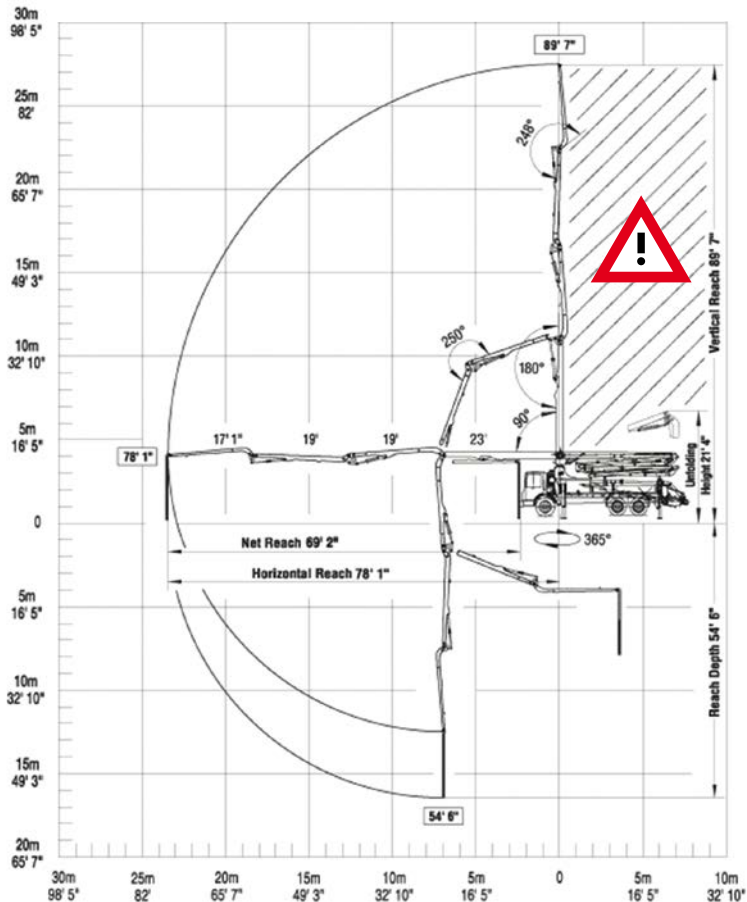 30m
98' 5"
89' 7"
25m
82'
248°
20m
65' 7"
!
15m
49' 3"
Vertical Reach 89' 7"
10m
32' 10"
250°
180°
90°
5m
16' 5"
17' 1"
19'
19'
23'
78' 1"
Unfolding
Height 21' 4"
0
Net Reach 69' 2"
365°
Horizontal Reach 78' 1"
5m
16' 5"
Reach Depth 54' 6"
10m
32' 10"
15m
49' 3"
54' 6"
20m
65' 7"
30m
98' 5"
25m
82'
20m
65' 7"
15m
49' 3"
10m
32' 10"
5m
16' 5"
0
5m
16' 5"
10m
32' 10"